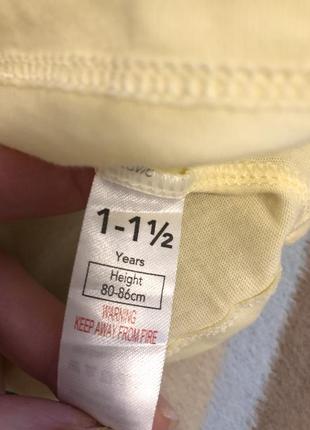 1-1½
Years
Height
80-86cm
WARNING
KEEP AWAY FROM FIRE